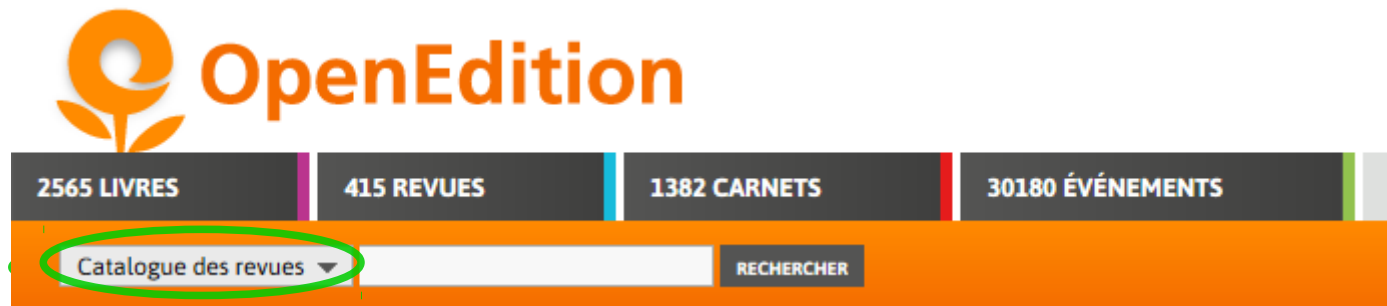 OpenEdition
2565 LIVRES 415 REVUES 1382 CARNETS 30180 ÉVÉNEMENTS
Catalogue des revues RECHERCHER